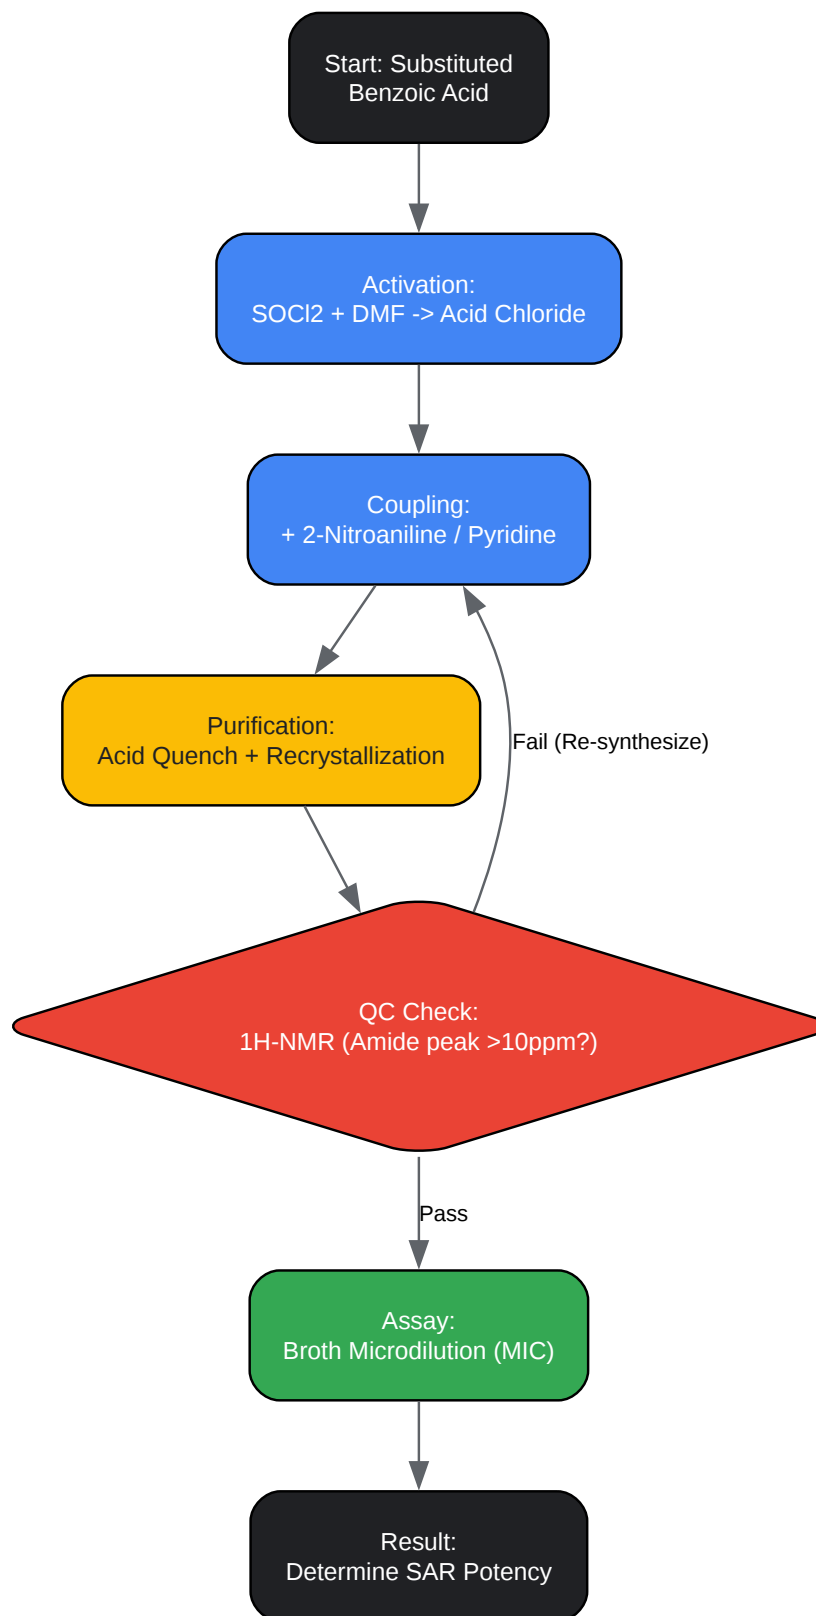 Start: Substituted
Benzoic Acid
Activation:
SOCl2 + DMF -> Acid Chloride
Coupling:
+ 2-Nitroaniline / Pyridine
Purification:
Acid Quench + Recrystallization
Fail (Re-synthesize)
QC Check:
1H-NMR (Amide peak >10ppm?)
Pass
Assay:
Broth Microdilution (MIC)
Result:
Determine SAR Potency